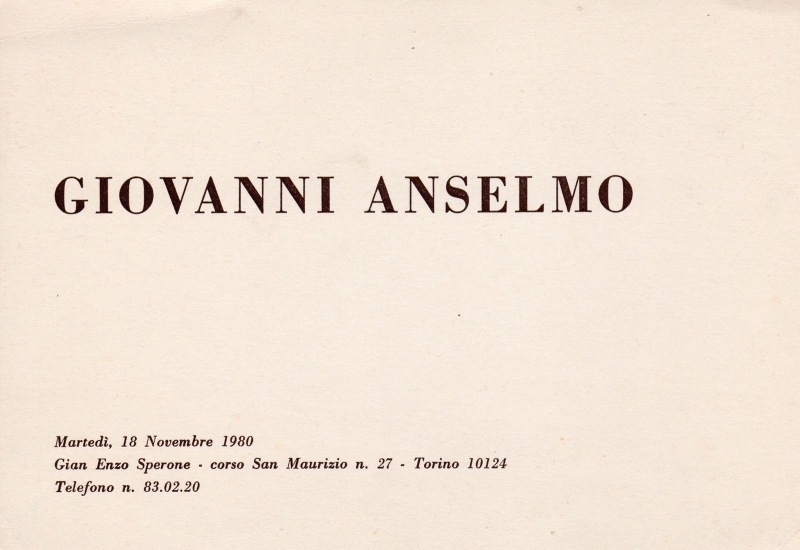 GIOVANNI ANSELMO
Martedì, 18 Novembre 1980
Gian Enzo Sperone - corso San Maurizio n. 27 - Torino 10124
Telefono n. 83.02.20